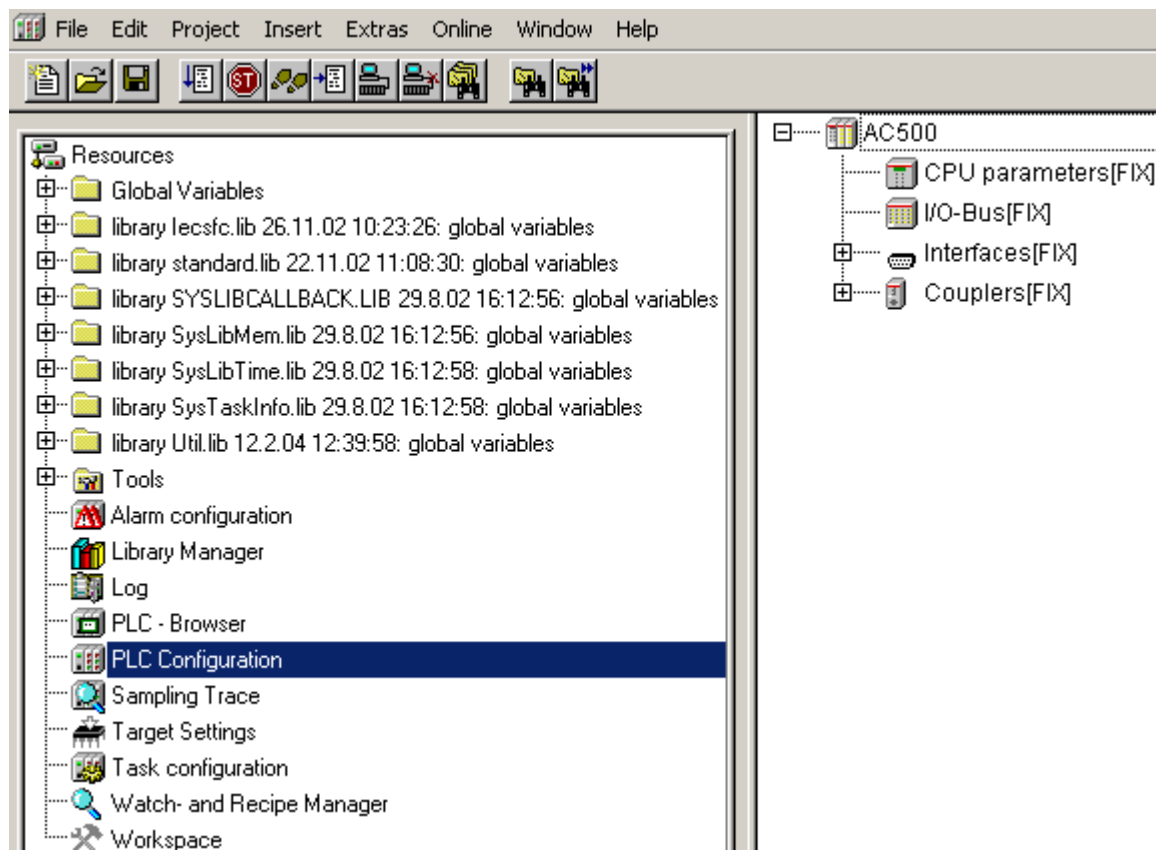 File Edit Project Insert Extras Online Window Help
ST
Resources
Global Variables
library Iecsfc.lib 26.11.02 10:23:26: global variables
library standard.lib 22.11.02 11:08:30: global variables
library SYSLIBCALLBACK.LIB 29.8.02 16:12:56: global variables
library SysLibMem.lib 29.8.02 16:12:56: global variables
library SysLibTime.lib 29.8.02 16:12:58: global variables
library SysTaskInfo.lib 29.8.02 16:12:58: global variables
library Util.lib 12.2.04 12:39:58: global variables
Tools
Alarm configuration
Library Manager
Log
PLC - Browser
PLC Configuration
Sampling Trace
Target Settings
Task configuration
Watch- and Recipe Manager
Workspace
AC500
CPU parameters[FIX]
I/O-Bus[FIX]
Interfaces[FIX]
Couplers[FIX]